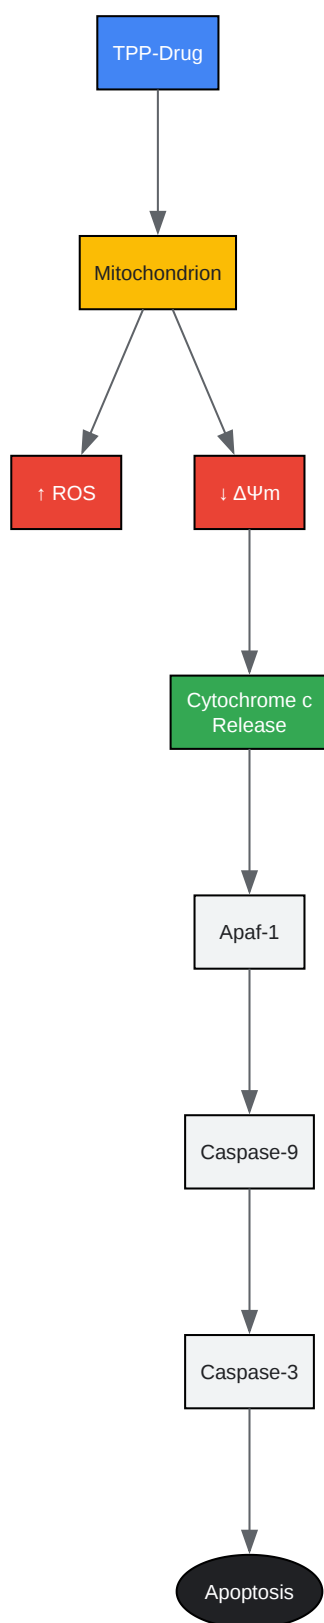 TPP-Drug
Mitochondrion
↑ ROS
↓ ΔΨm
Cytochrome c
Release
Apaf-1
Caspase-9
Caspase-3
Apoptosis